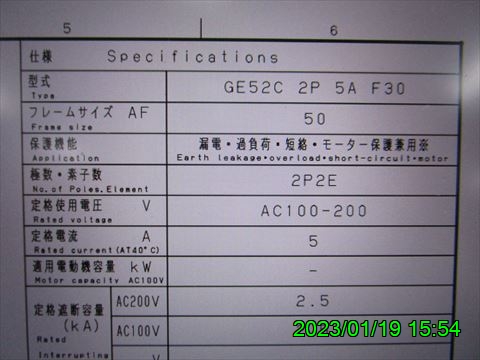 5 6
仕様 Specifications
型式 GE52C 2P 5A F30
Type
フレームサイズ AF 50
Frame size
保護機能 漏電・過負荷・短絡・モーター保護兼用※
Application Earth leakage・overload・short-circuit・motor
極数・素子数 2P2E
No. of Poles. Element
定格使用電圧 V AC100-200
Rated voltage
定格電流 A 5
Rated current (AT40°C)
適用電動機容量 kW -
Motor capacity AC100V
定格遮断容量 AC200V 2.5
(kA) AC100V
Rated
Interrupting V
2023/01/19 15:54